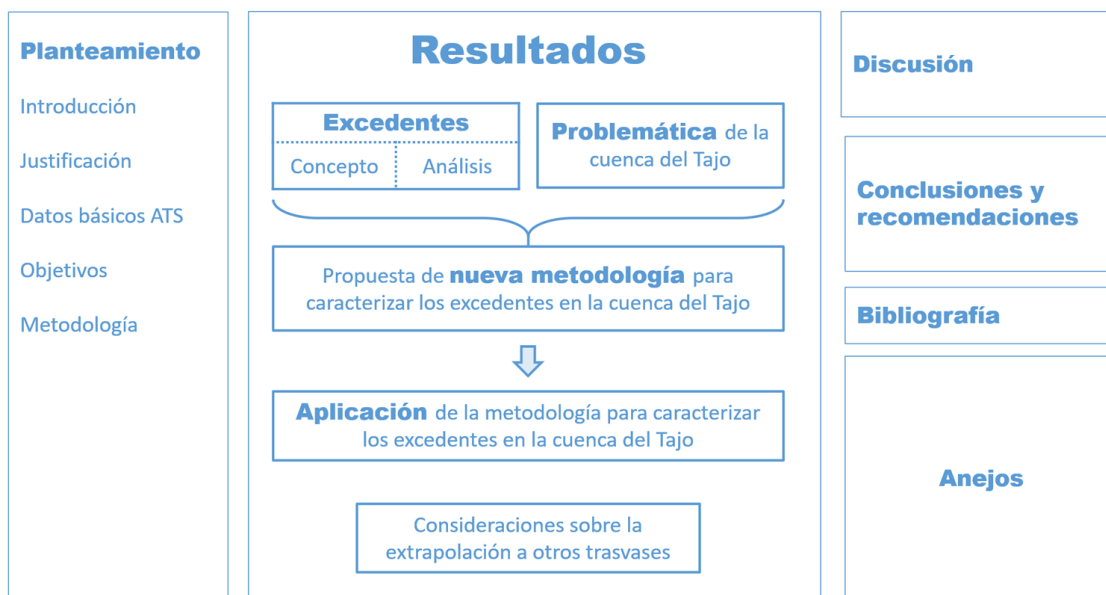 Planteamiento
Introducción
Justificación
Datos básicos ATS
Objetivos
Metodología
Resultados
Excedentes
Concepto
Análisis
Problemática de la
cuenca del Tajo
Propuesta de nueva metodología para
caracterizar los excedentes en la cuenca del Tajo
Aplicación de la metodología para caracterizar
los excedentes en la cuenca del Tajo
Consideraciones sobre la
extrapolación a otros trasvases
Discusión
Conclusiones y
recomendaciones
Bibliografía
Anejos